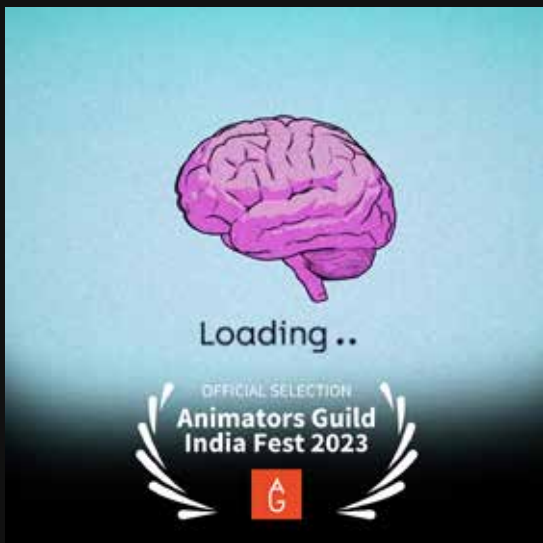 Loading ..
OFFICIAL SELECTION
Animators Guild
India Fest 2023
AG